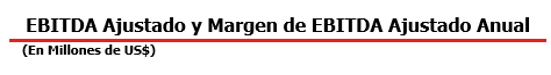 EBITDA Ajustado y Margen de EBITDA Ajustado Anual
(En Millones de US$)